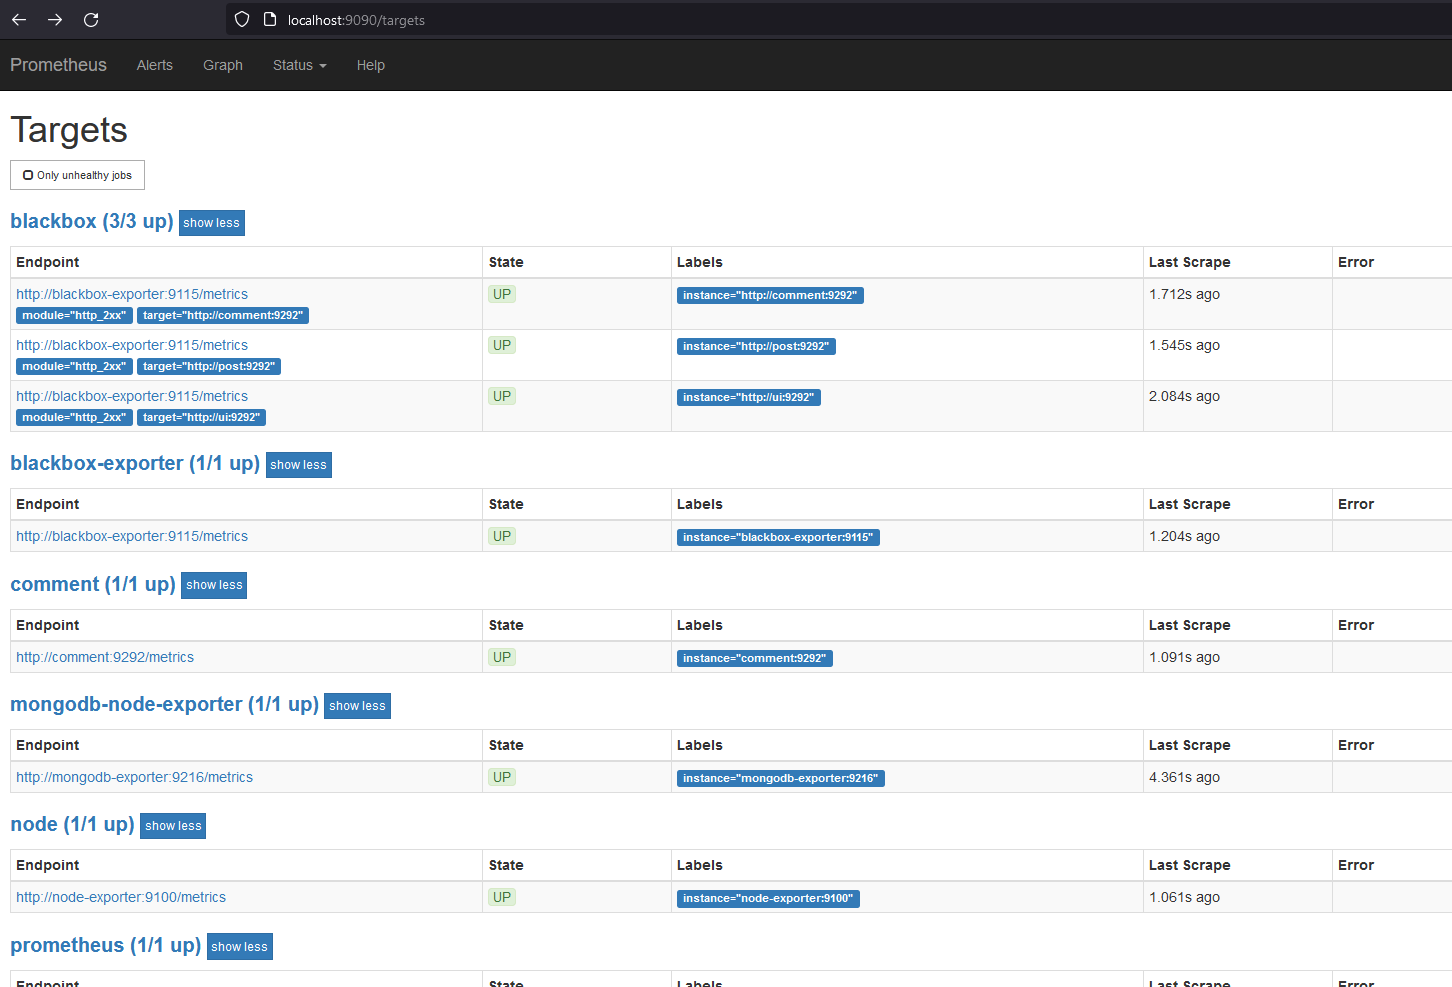 localhost:9090/targets
Prometheus Alerts Graph Status Help
Targets
Only unhealthy jobs
blackbox (3/3 up) show less
Endpoint State Labels Last Scrape Error
http://blackbox-exporter:9115/metrics UP instance="http://comment:9292" 1.712s ago
module="http_2xx" target="http://comment:9292"
http://blackbox-exporter:9115/metrics UP instance="http://post:9292" 1.545s ago
module="http_2xx" target="http://post:9292"
http://blackbox-exporter:9115/metrics UP instance="http://ui:9292" 2.084s ago
module="http_2xx" target="http://ui:9292"
blackbox-exporter (1/1 up) show less
Endpoint State Labels Last Scrape Error
http://blackbox-exporter:9115/metrics UP instance="blackbox-exporter:9115" 1.204s ago
comment (1/1 up) show less
Endpoint State Labels Last Scrape Error
http://comment:9292/metrics UP instance="comment:9292" 1.091s ago
mongodb-node-exporter (1/1 up) show less
Endpoint State Labels Last Scrape Error
http://mongodb-exporter:9216/metrics UP instance="mongodb-exporter:9216" 4.361s ago
node (1/1 up) show less
Endpoint State Labels Last Scrape Error
http://node-exporter:9100/metrics UP instance="node-exporter:9100" 1.061s ago
prometheus (1/1 up) show less
Endpoint State Labels Last Scrape Error